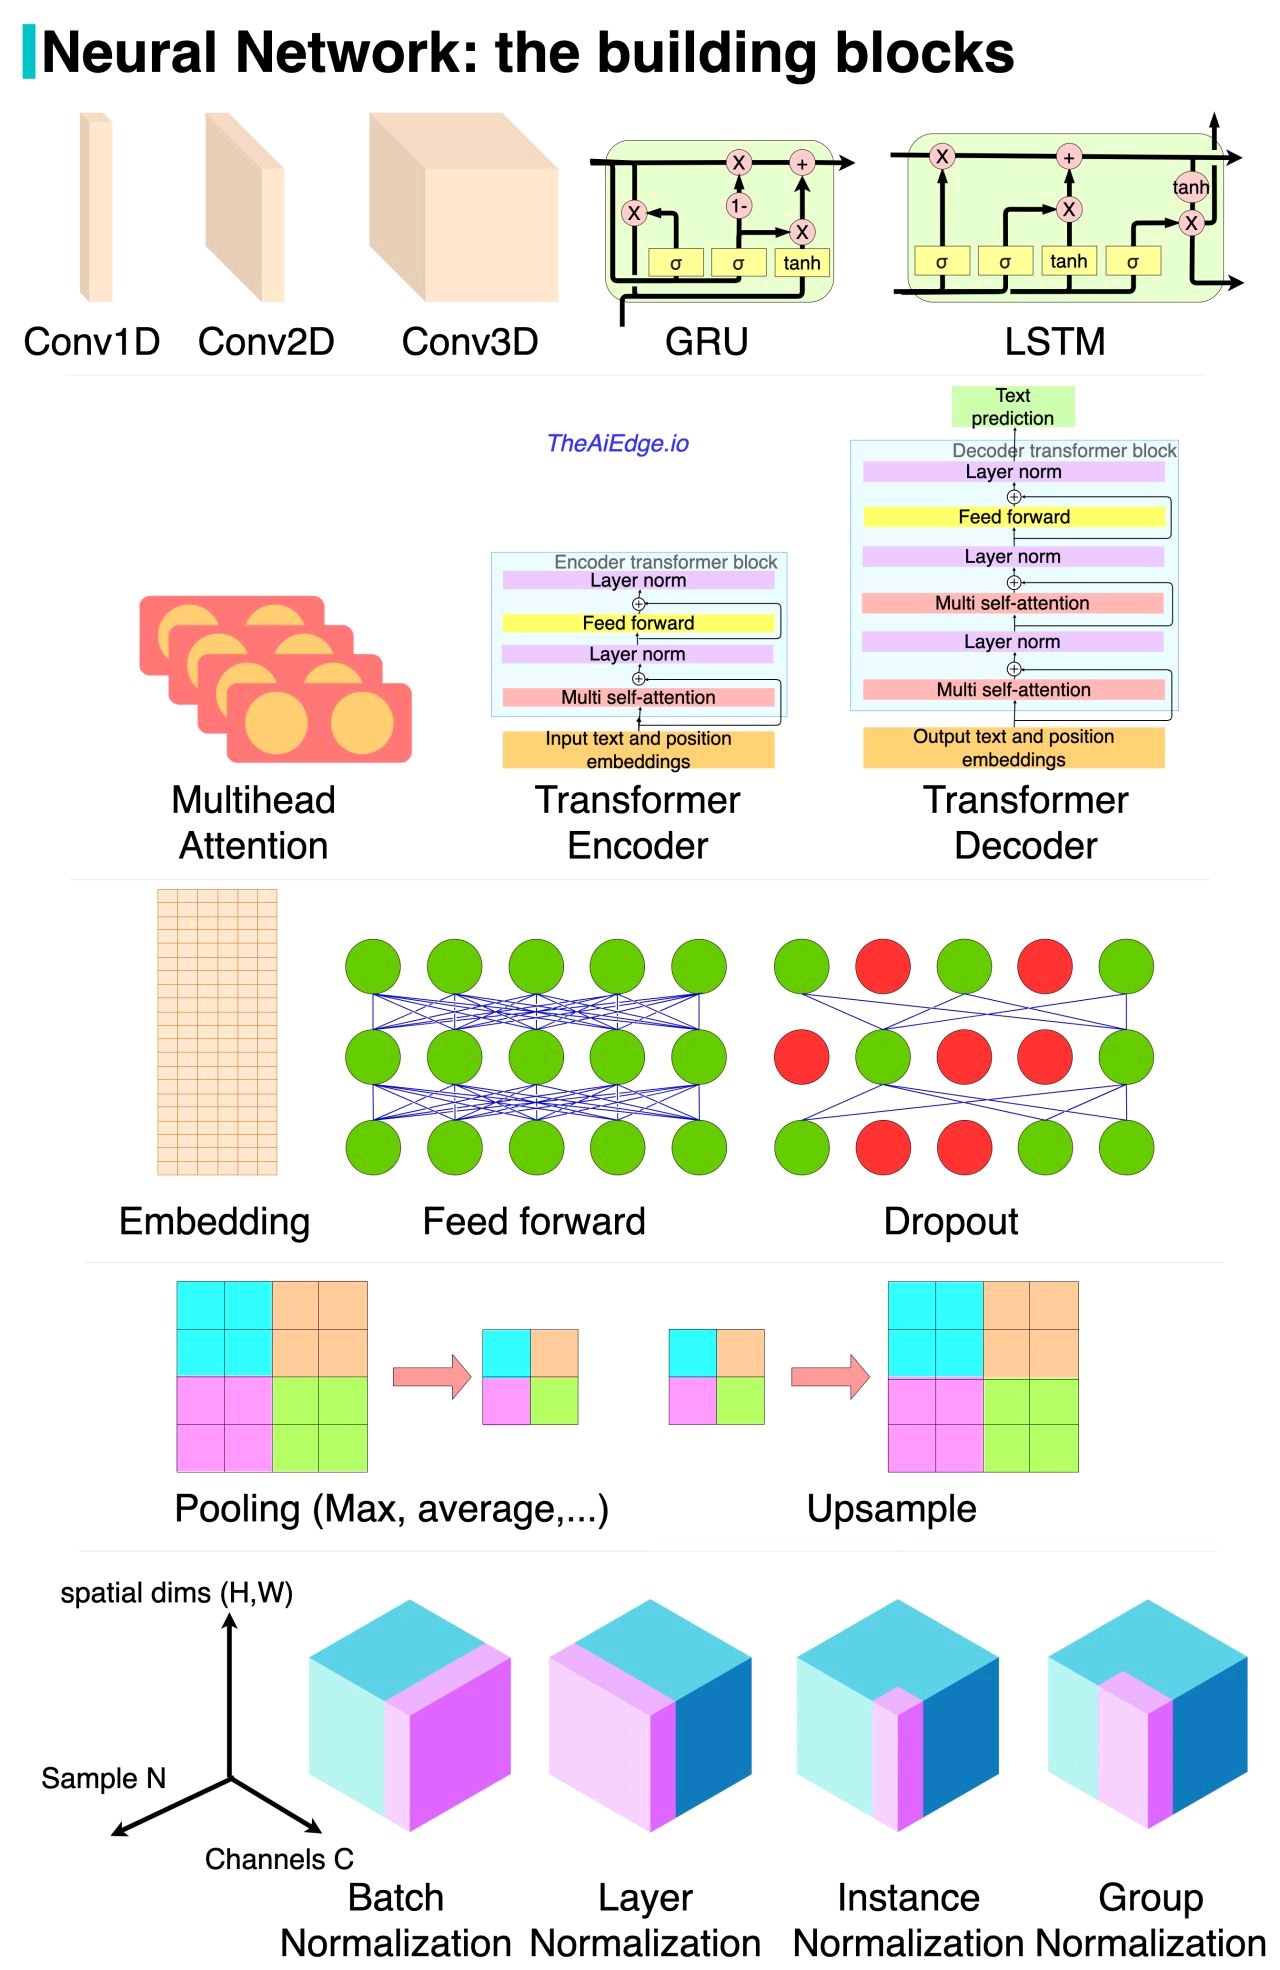 Neural Network: the building blocks
X
1-
X
+
X
σ
σ
tanh
X
+
tanh
X
X
σ
σ
tanh
σ
Conv1D
Conv2D
Conv3D
GRU
LSTM
TheAiEdge.io
Text
prediction
Decoder transformer block
Layer norm
+
Feed forward
Layer norm
+
Multi self-attention
Layer norm
+
Multi self-attention
Output text and position
embeddings
Encoder transformer block
Layer norm
+
Feed forward
Layer norm
+
Multi self-attention
Input text and position
embeddings
Multihead
Attention
Transformer
Encoder
Transformer
Decoder
Embedding
Feed forward
Dropout
Pooling (Max, average,...)
Upsample
spatial dims (H,W)
Sample N
Channels C
Batch
Normalization
Layer
Normalization
Instance
Normalization
Group
Normalization